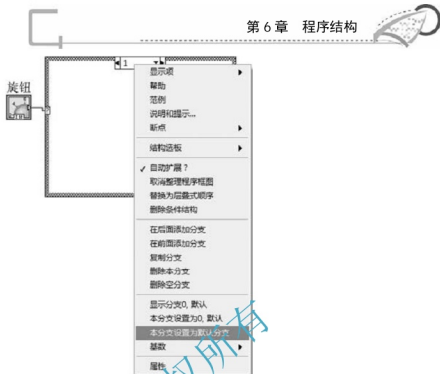 第 6 章 程序结构
旋钮
1
显示项
帮助
范例
说明和提示...
断点
结构选板
✓ 自动扩展？
取消整理程序框图
替换为层叠式顺序
删除条件结构
在后面添加分支
在前面添加分支
复制分支
删除本分支
删除空分支
显示分支0, 默认
本分支设置为0, 默认
本分支设置为默认分支
基数
属性
权所有